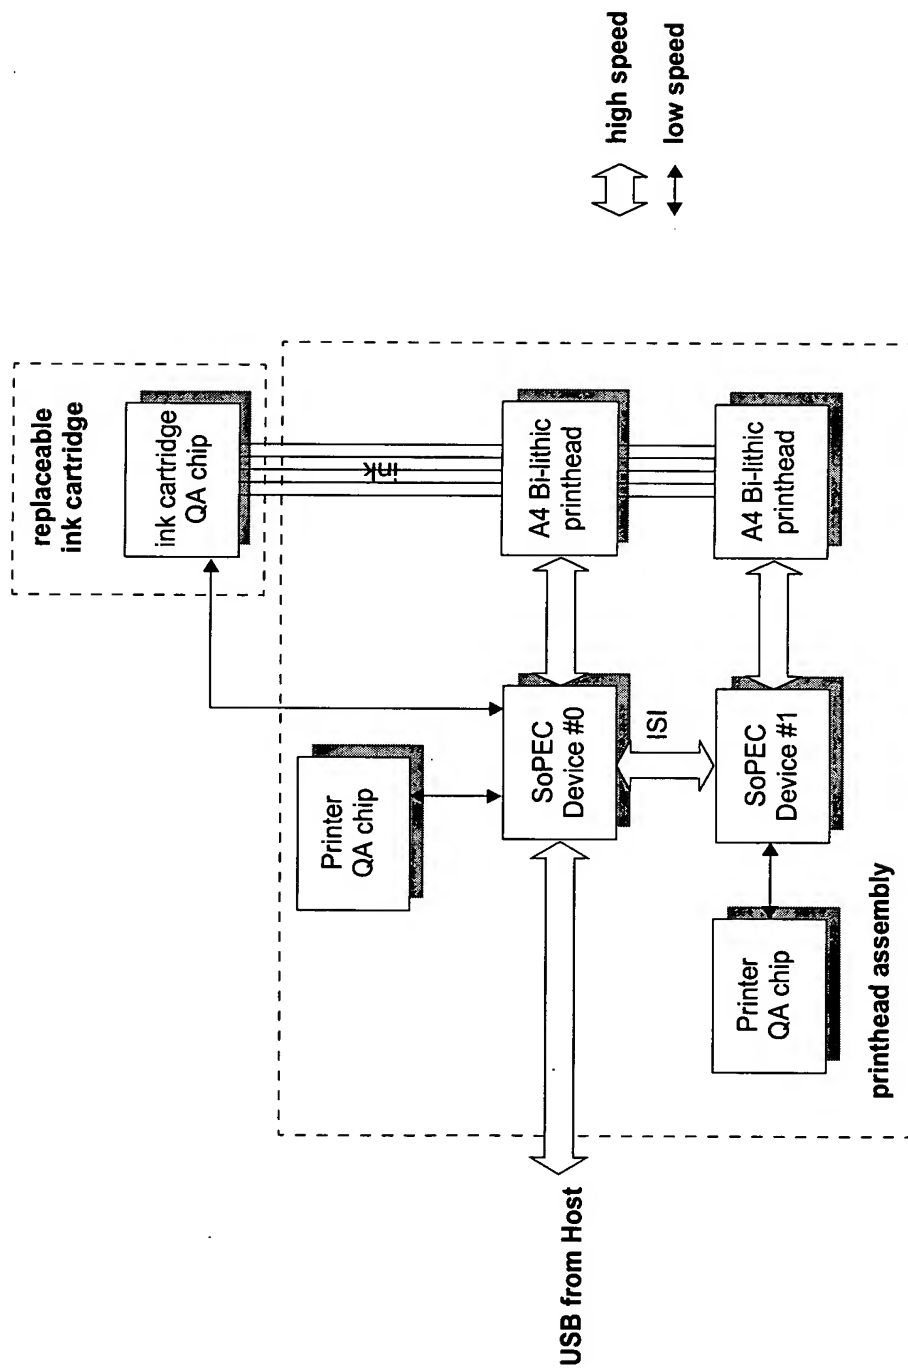 replaceable
ink cartridge
ink cartridge
QA chip
ink
Printer
QA chip
SoPEC
Device #0
A4 Bi-lithic
printhead
ISI
USB from Host
Printer
QA chip
SoPEC
Device #1
A4 Bi-lithic
printhead
printhead assembly
high speed
low speed